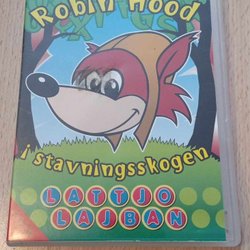 Robin Hood
i stavningsskogen
LATTJO
LAJBAN